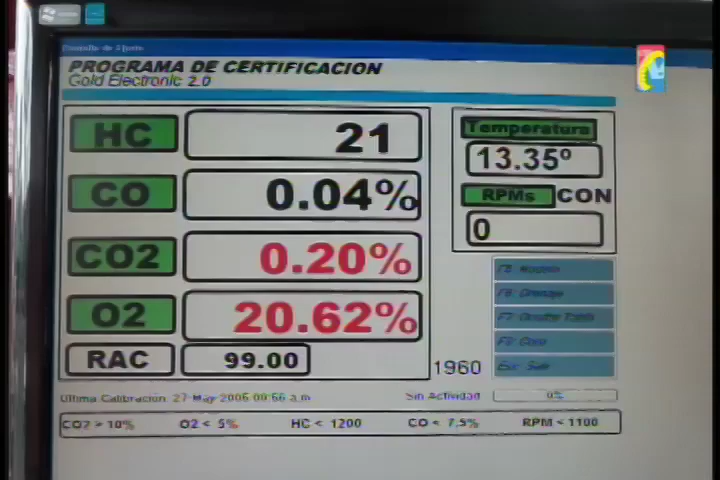 PROGRAMA DE CERTIFICACION
Gold Electronic 2.0
HC 21
CO 0.04%
CO2 0.20%
O2 20.62%
RAC 99.00
Temperatura
13.35º
RPMs CON
0
1960
Ultima Calibración 27 May
Sin Actividad 0%
CO2 > 10% O2 < 5% HC < 1200 CO < 7.5% RPM < 1100